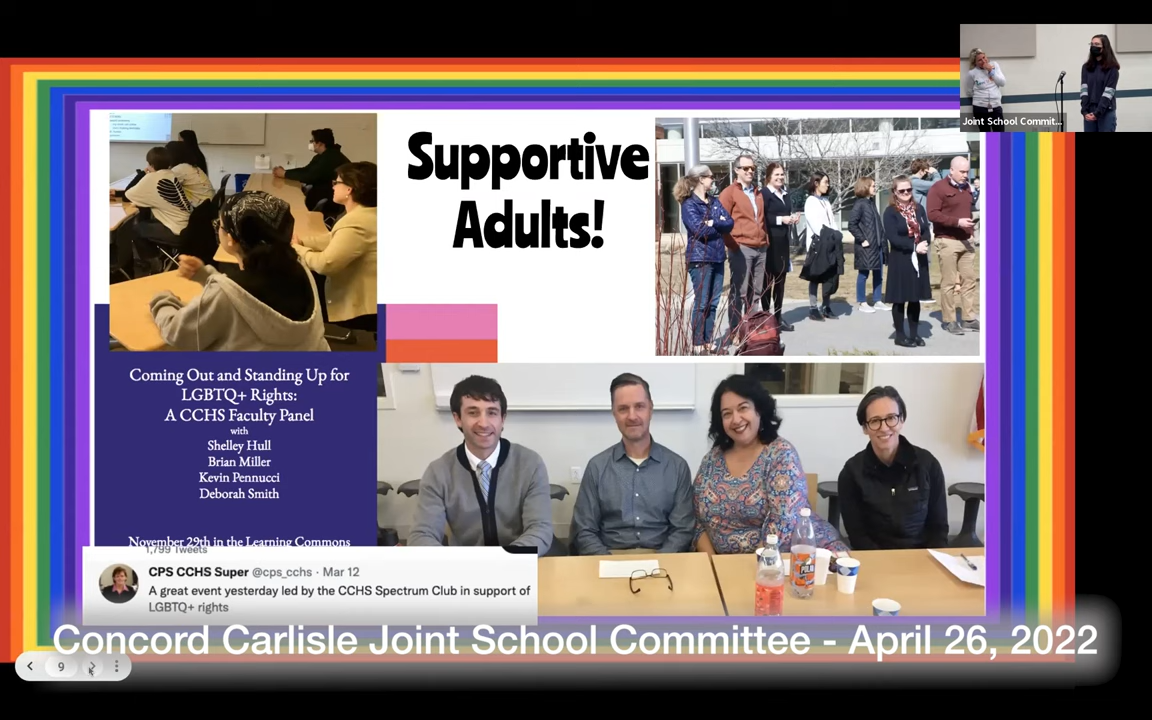 Joint School Commit...
Supportive
Adults!
Coming Out and Standing Up for
LGBTQ+ Rights:
A CCHS Faculty Panel
with
Shelley Hull
Brian Miller
Kevin Pennucci
Deborah Smith
November 29th in the Learning Commons
1,799 Tweets
CPS CCHS Super @cps_cchs · Mar 12
A great event yesterday led by the CCHS Spectrum Club in support of
LGBTQ+ rights
Concord Carlisle Joint School Committee - April 26, 2022
9